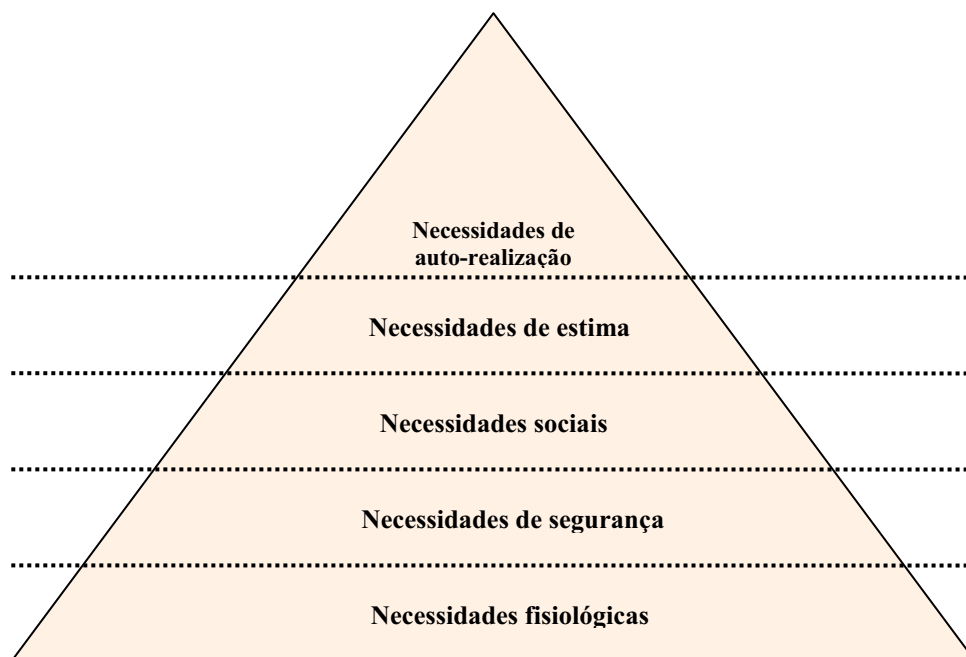 Necessidades de
auto-realização
Necessidades de estima
Necessidades sociais
Necessidades de segurança
Necessidades fisiológicas